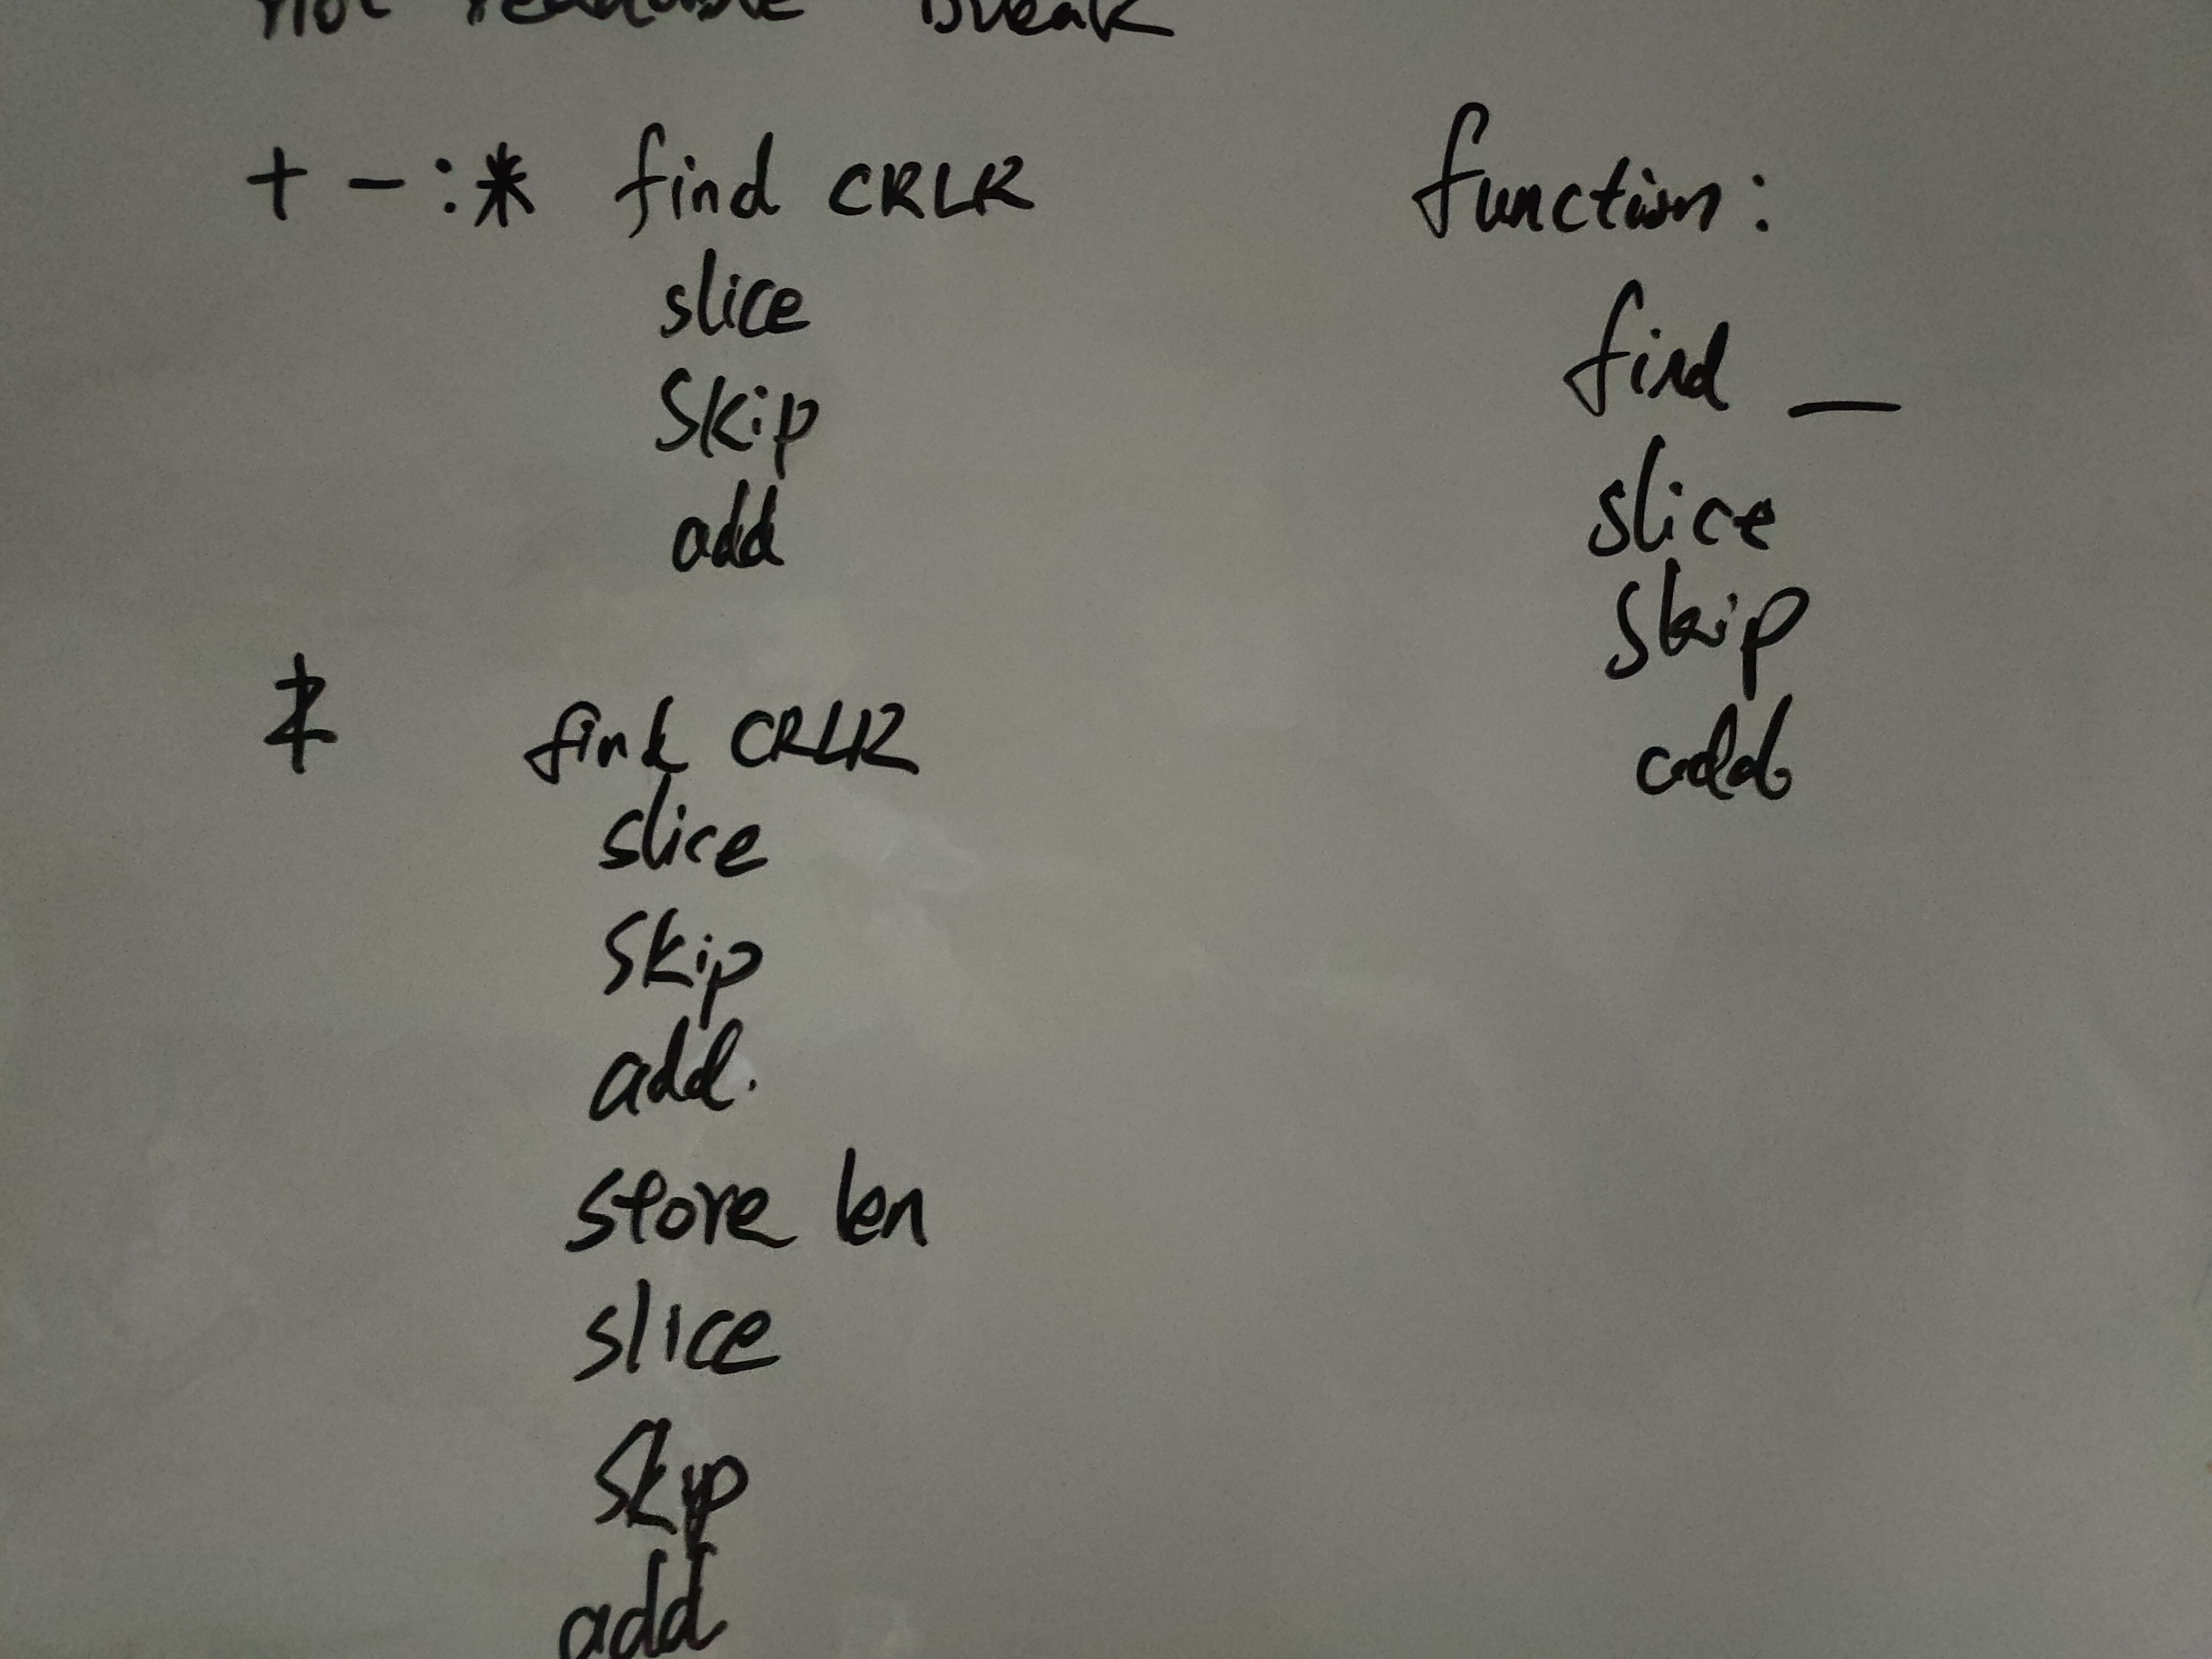 not readable break
+ - : * find CRLR
slice
skip
add
$ find CRLR
slice
skip
add.
store len
slice
skip
add
function:
find _
slice
skip
add